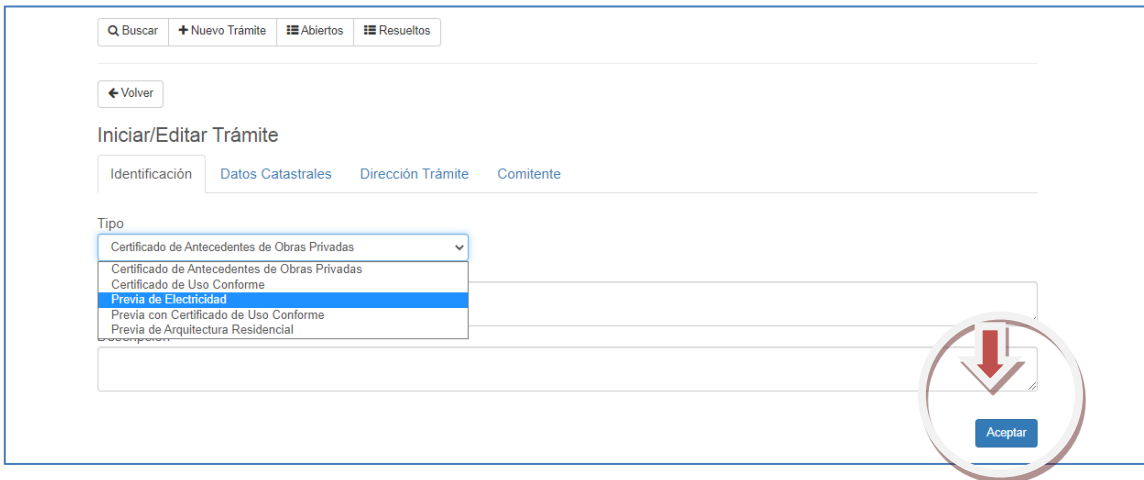 Buscar Nuevo Trámite Abiertos Resueltos
Volver
Iniciar/Editar Trámite
Identificación Datos Catastrales Dirección Trámite Comitente
Tipo
Certificado de Antecedentes de Obras Privadas
Certificado de Antecedentes de Obras Privadas
Certificado de Uso Conforme
Previa de Electricidad
Previa con Certificado de Uso Conforme
Previa de Arquitectura Residencial
Descripción
Aceptar